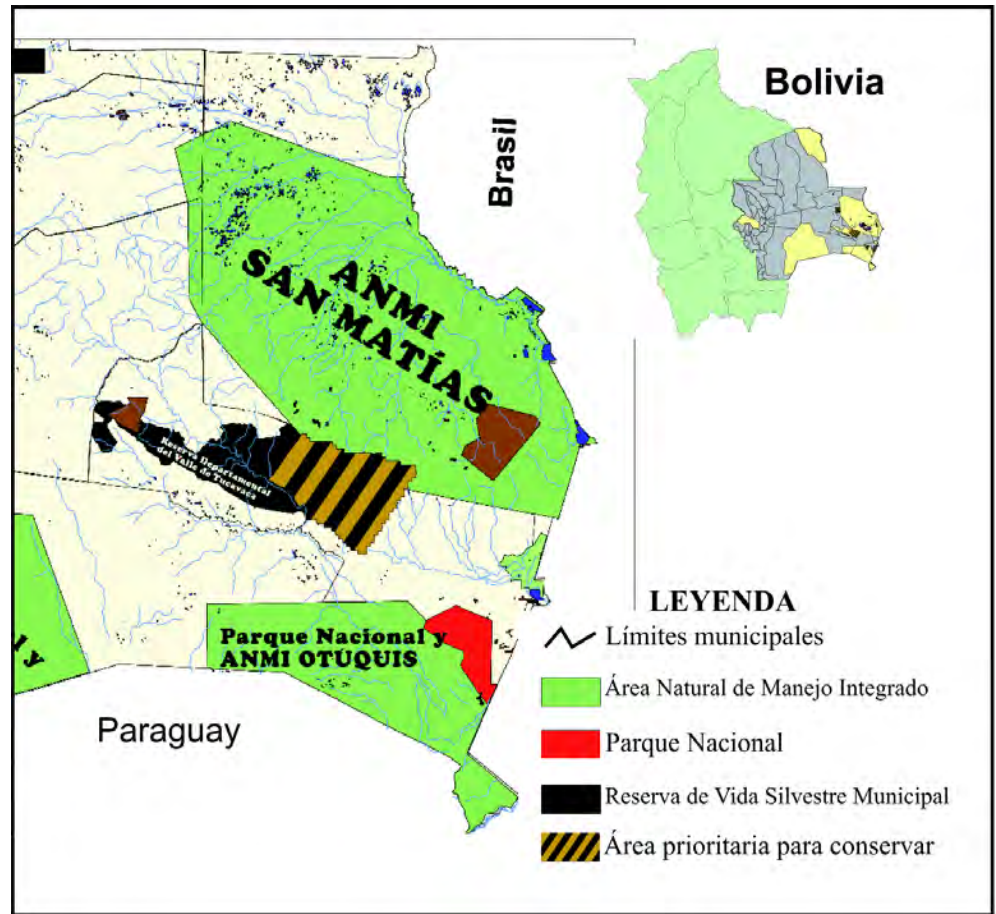 Bolivia
Brasil
ANMI
SAN MATÍAS
Reserva Departamental
del Valle de Tucavaca
Parque Nacional y
ANMI OTUQUIS
l y
Paraguay
LEYENDA
Límites municipales
Área Natural de Manejo Integrado
Parque Nacional
Reserva de Vida Silvestre Municipal
Área prioritaria para conservar